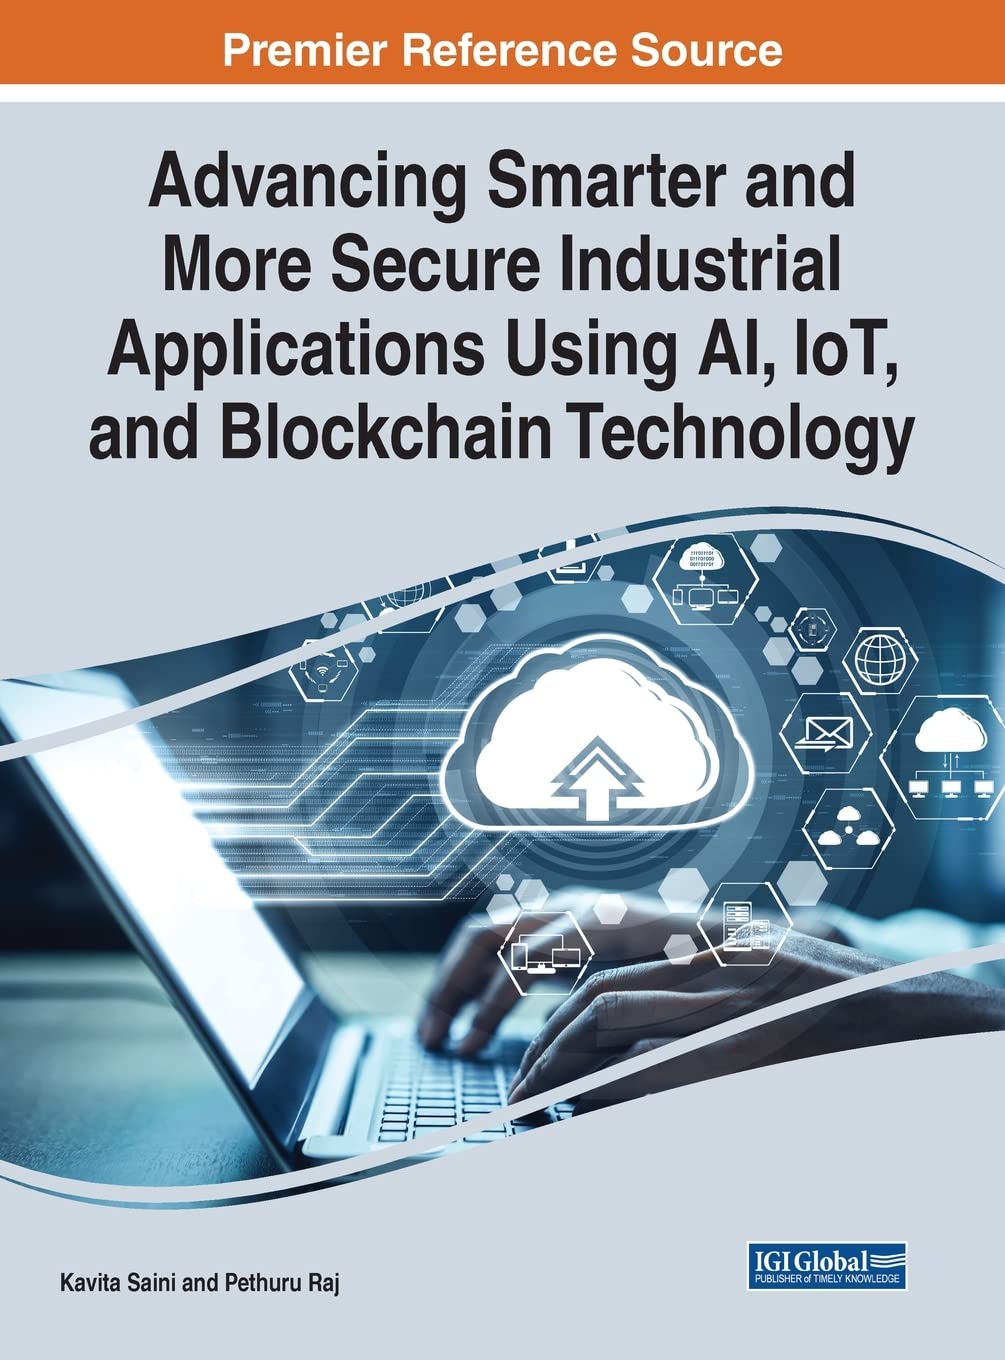 Premier Reference Source
Advancing Smarter and
More Secure Industrial
Applications Using AI, IoT,
and Blockchain Technology
Kavita Saini and Pethuru Raj
IGI Global
PUBLISHER of TIMELY KNOWLEDGE